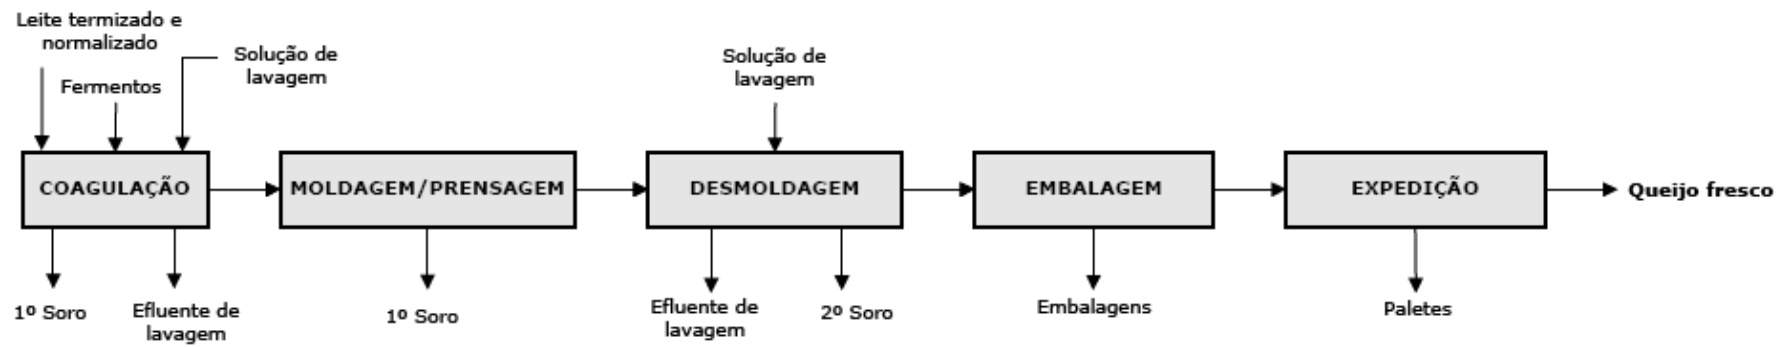 Leite termizado e
normalizado
Fermentos
Solução de
lavagem
Solução de
lavagem
COAGULAÇÃO
MOLDAGEM/PRENSAGEM
DESMOLDAGEM
EMBALAGEM
EXPEDIÇÃO
Queijo fresco
1º Soro
Efluente de
lavagem
1º Soro
Efluente de
lavagem
2º Soro
Embalagens
Paletes